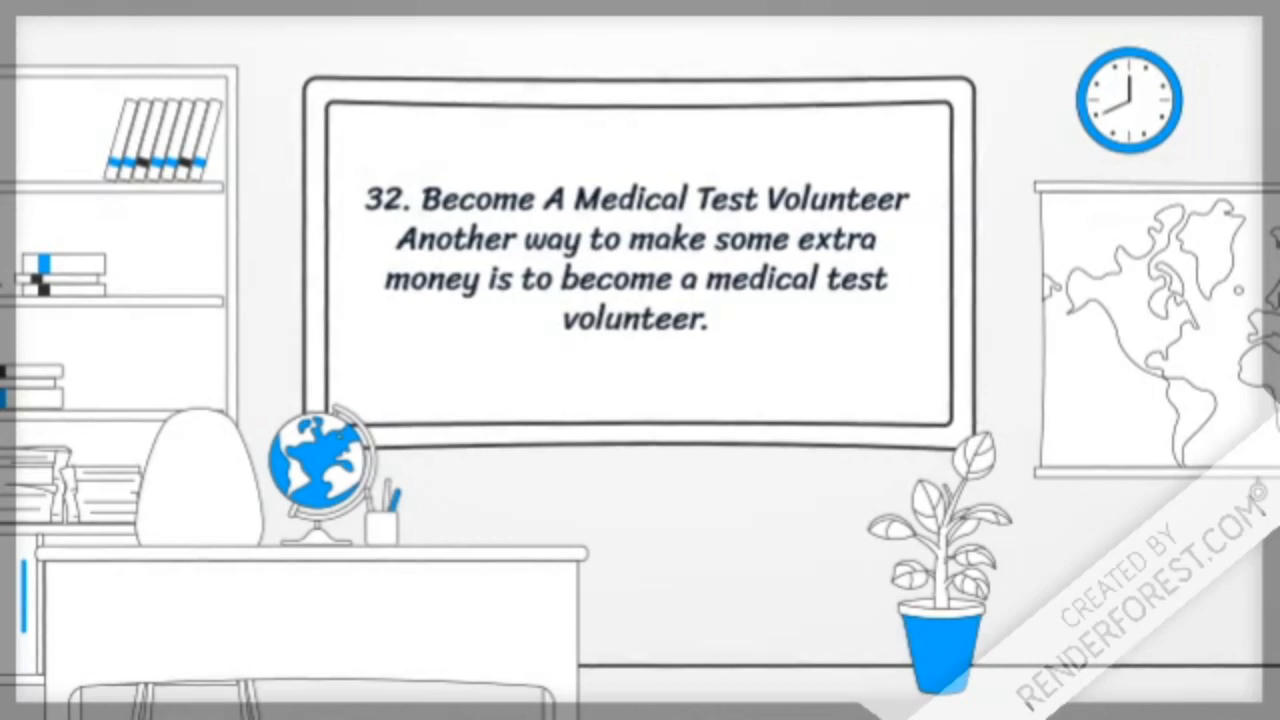 32. Become A Medical Test Volunteer
Another way to make some extra
money is to become a medical test
volunteer.
CREATED BY
RENDERFOREST.COM